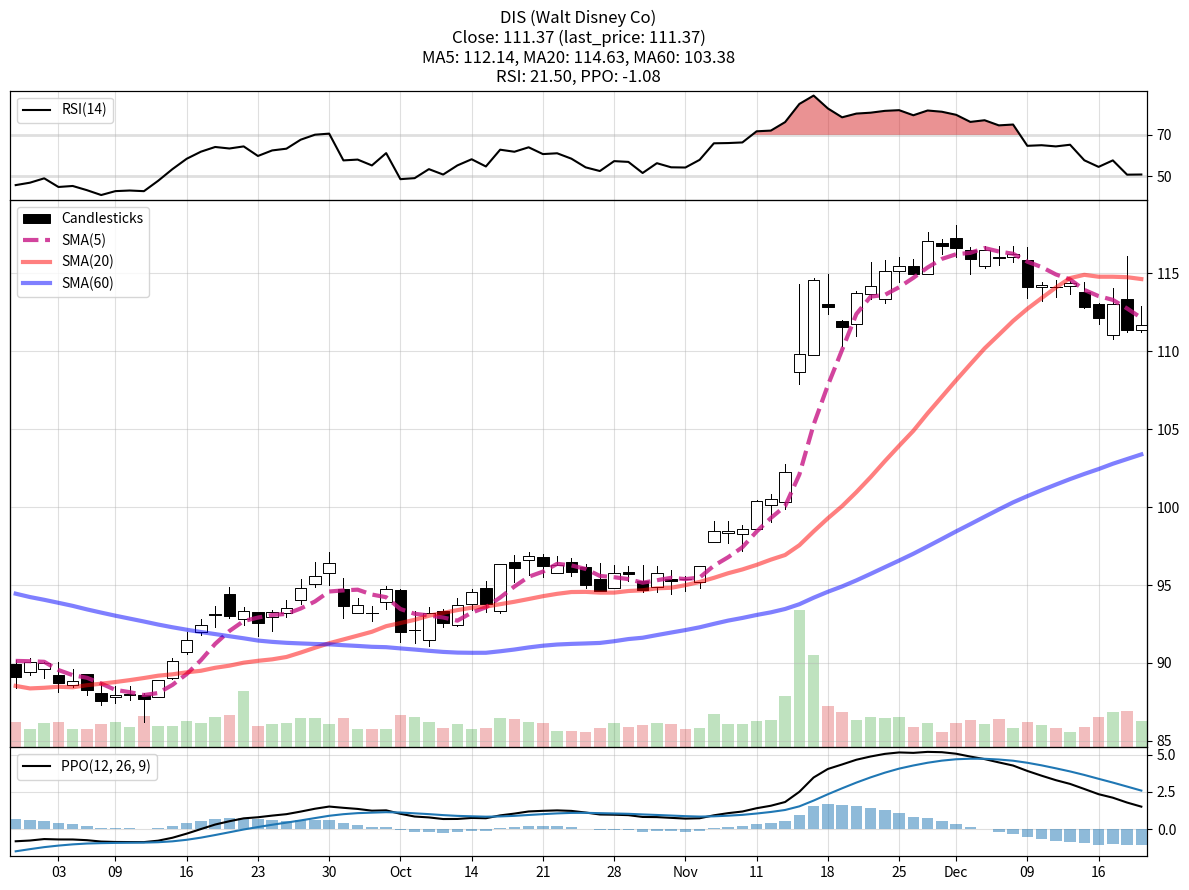 DIS (Walt Disney Co)
Close: 111.37 (last_price: 111.37)
MA5: 112.14, MA20: 114.63, MA60: 103.38
RSI: 21.50, PPO: -1.08
RSI(14)
70
50
Candlesticks
SMA(5)
SMA(20)
SMA(60)
115
110
105
100
95
90
85
PPO(12, 26, 9)
5.0
2.5
0.0
03 09 16 23 30 Oct 14 21 28 Nov 11 18 25 Dec 09 16